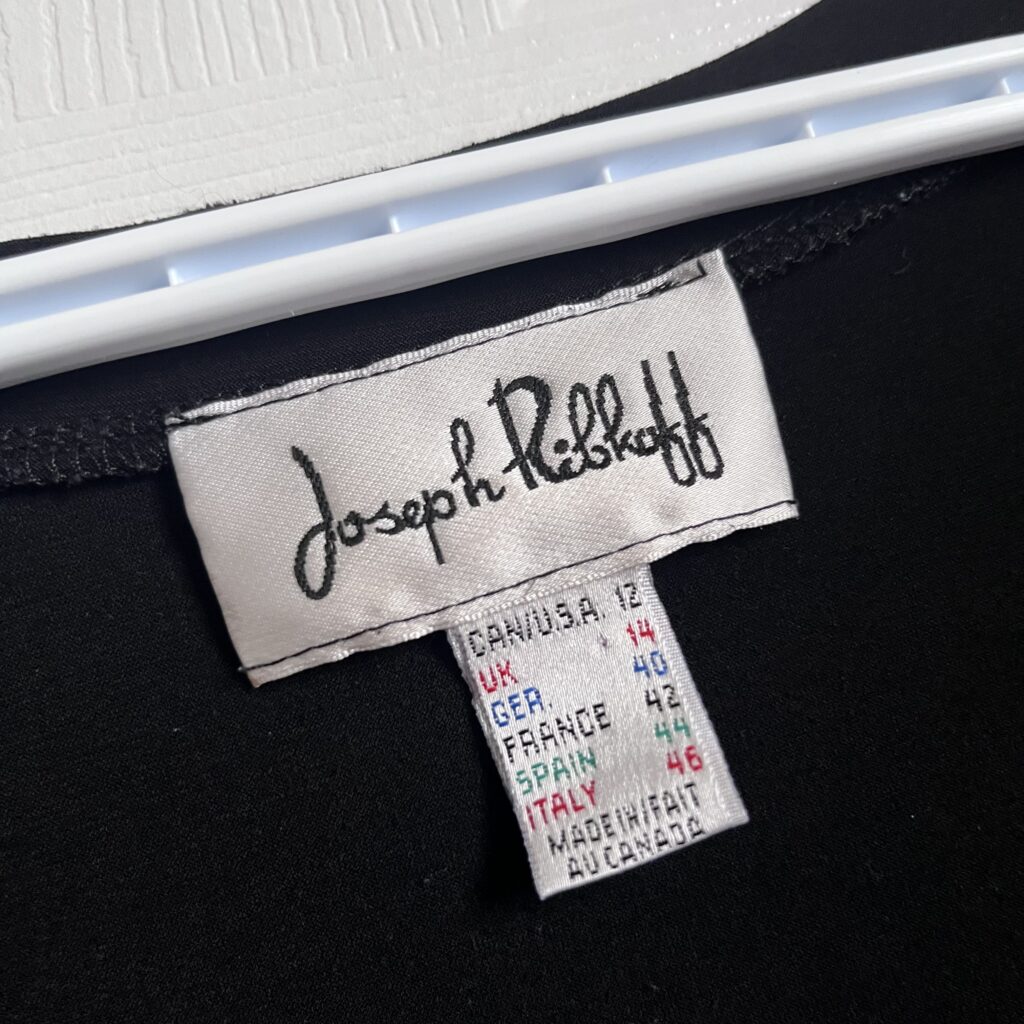 Joseph Ribkoff
CAN/U.S.A. 12
UK 14
GER. 40
FRANCE 42
SPAIN 44
ITALY 46
MADE IN/FAIT
AU CANADA